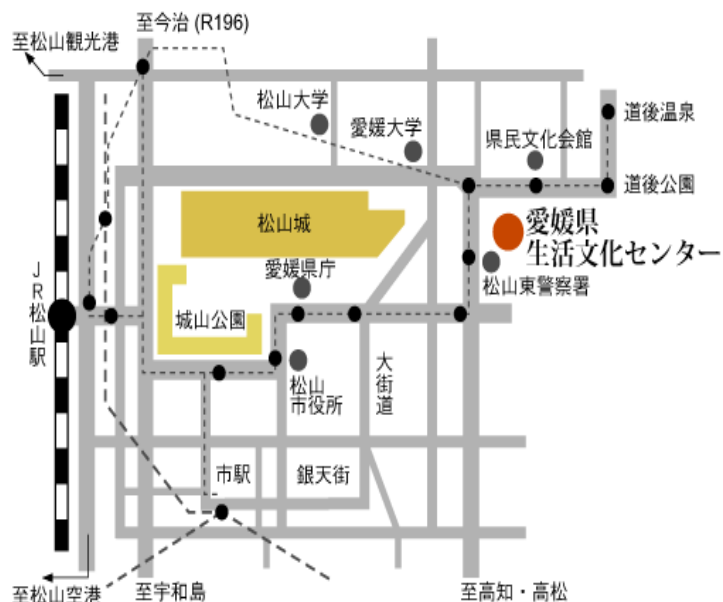 至今治 (R196)
至松山観光港
松山大学
愛媛大学
県民文化会館
道後温泉
道後公園
松山城
愛媛県
生活文化センター
愛媛県庁
松山東警察署
JR松山駅
城山公園
松山
市役所
大街道
市駅
銀天街
至松山空港
至宇和島
至高知・高松